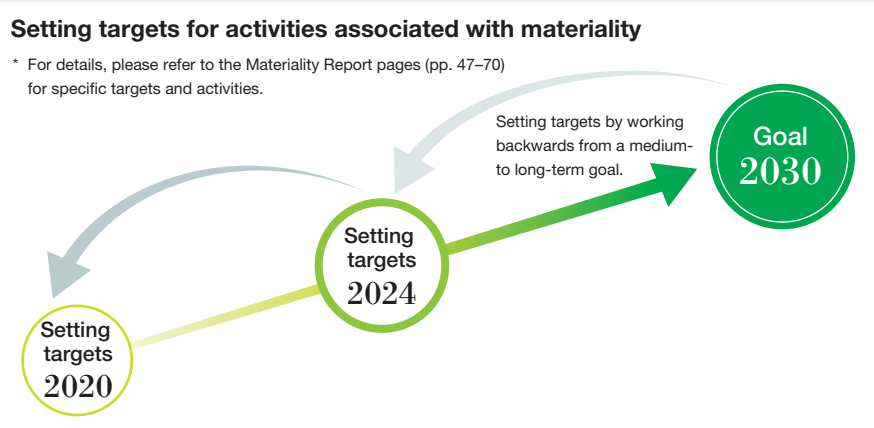 Setting targets for activities associated with materiality
* For details, please refer to the Materiality Report pages (pp. 47–70)
for specific targets and activities.
Setting targets by working
backwards from a medium-
to long-term goal.
Goal
2030
Setting
targets
2024
Setting
targets
2020